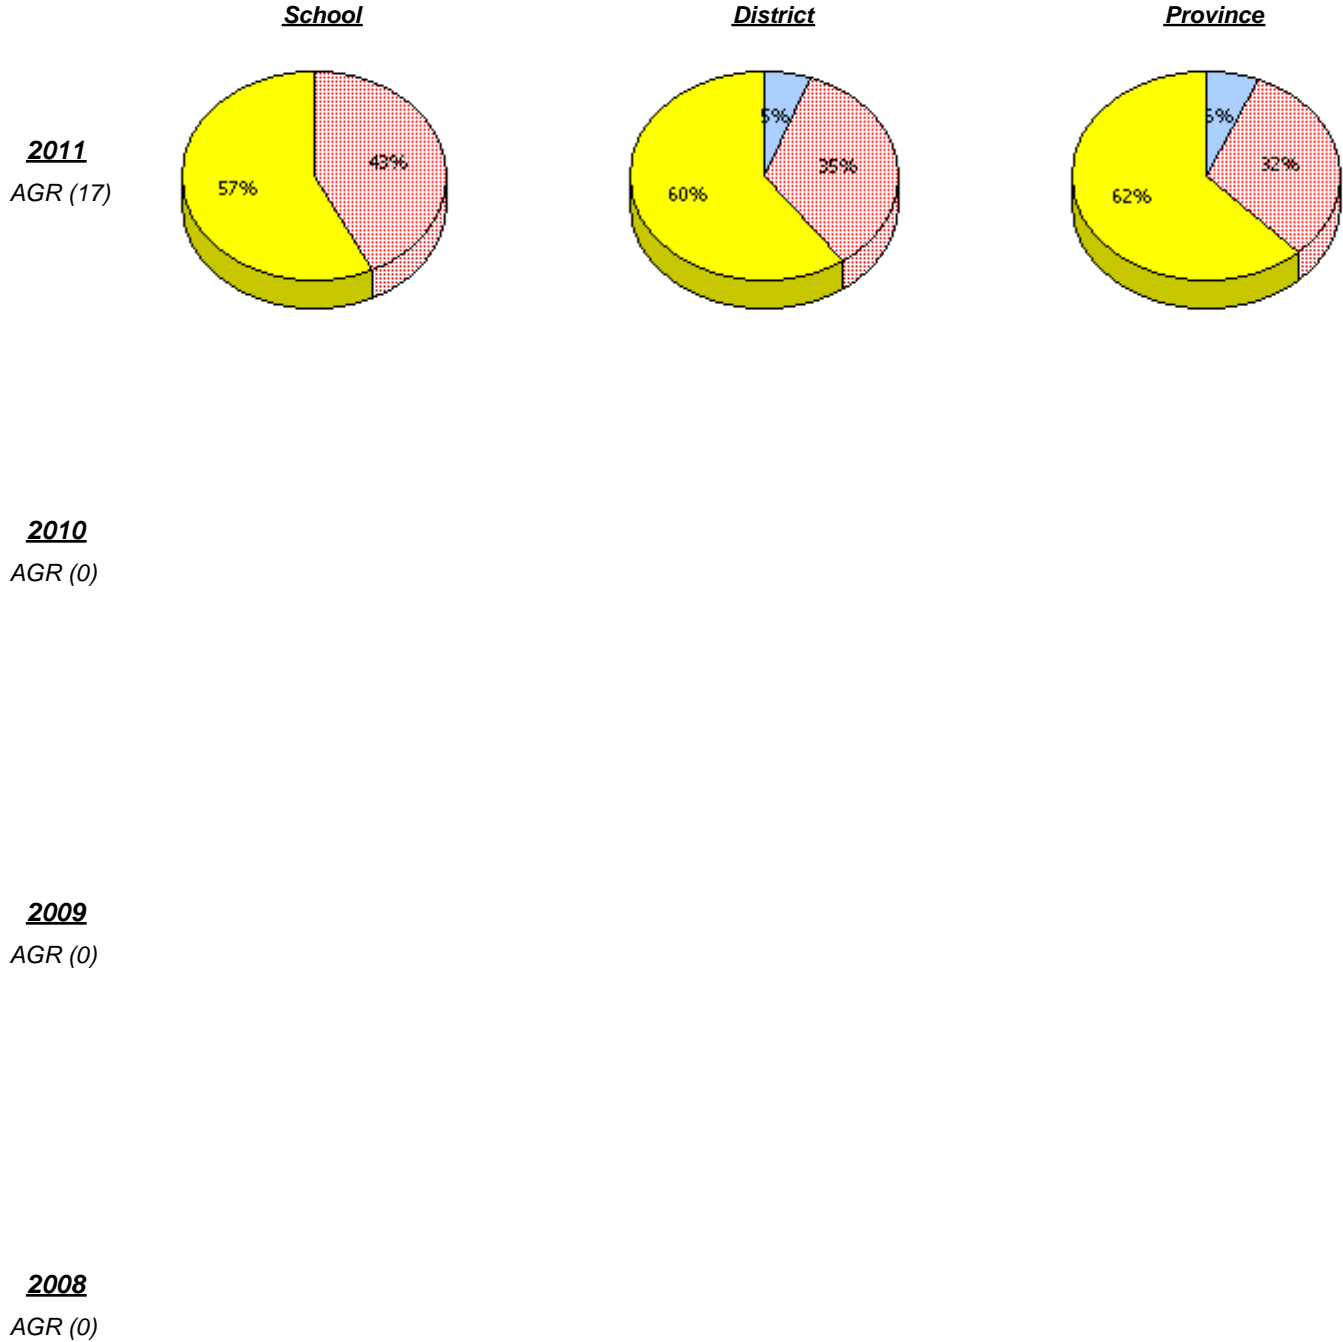 School District Province
2011
AGR (17)
57%
43%
60%
5%
35%
62%
6%
32%
2010
AGR (0)
2009
AGR (0)
2008
AGR (0)